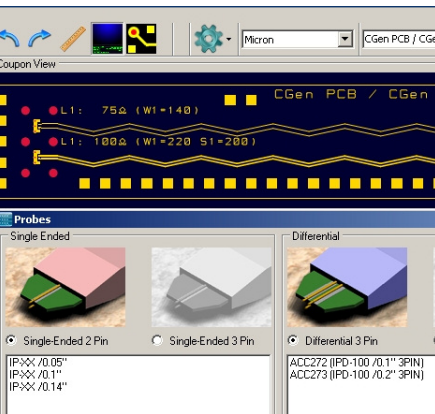 Micron
CGen PCB / CGe
Coupon View
CGen PCB / CGen
L1: 75Ω (W1=140)
L1: 100Ω (W1=220 S1=200)
Probes
Single Ended
Differential
Single-Ended 2 Pin
Single-Ended 3 Pin
Differential 3 Pin
IP-XX /0.05"
IP-XX /0.1"
IP-XX /0.14"
ACC272 (IPD-100 /0.1" 3PIN)
ACC273 (IPD-100 /0.2" 3PIN)